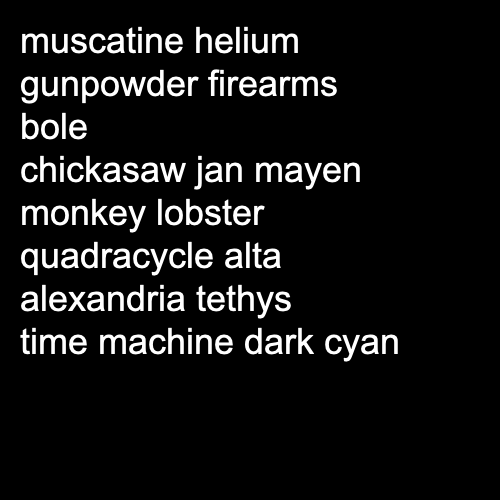 muscatine helium
gunpowder firearms
bole
chickasaw jan mayen
monkey lobster
quadracycle alta
alexandria tethys
time machine dark cyan